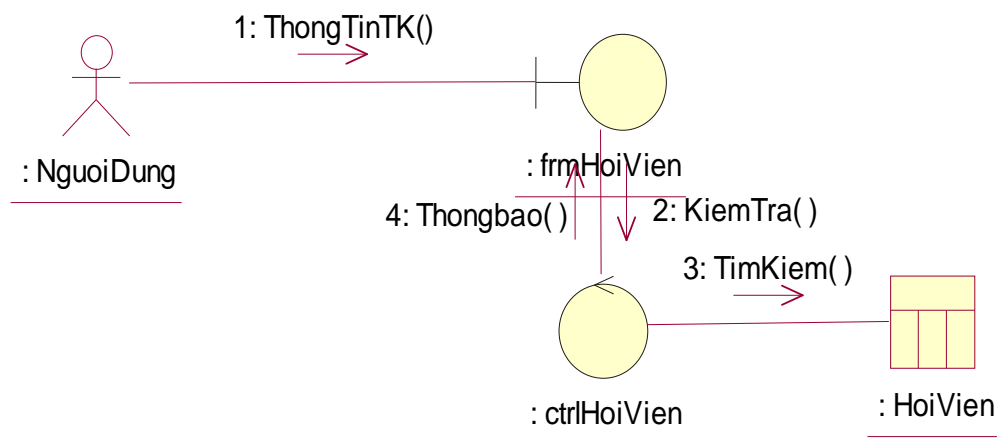 1: ThongTinTK()
: NguoiDung
: frmHoiVien
4: Thongbao( )
2: KiemTra( )
3: TimKiem( )
: ctrlHoiVien
: HoiVien